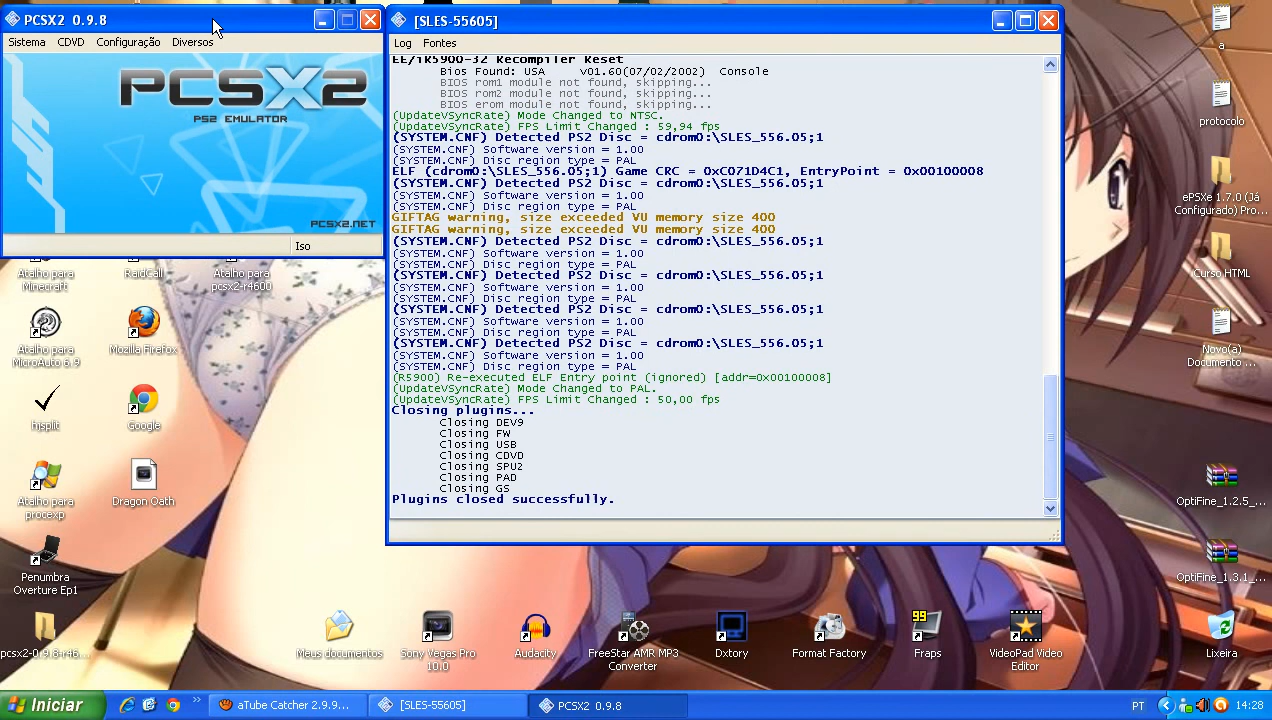 PCSX2 0.9.8
Sistema CDVD Configuração Diversos
PCSX2
PS2 EMULATOR
PCSX2.NET
Iso
[SLES-55605]
Log Fontes
EE/iR5900-32 Recompiler Reset
Bios Found: USA v01.60(07/02/2002) Console
BIOS rom1 module not found, skipping...
BIOS rom2 module not found, skipping...
BIOS erom module not found, skipping...
(UpdateVSyncRate) Mode Changed to NTSC.
(UpdateVSyncRate) FPS Limit Changed : 59,94 fps
(SYSTEM.CNF) Detected PS2 Disc = cdrom0:\SLES_556.05;1
(SYSTEM.CNF) Software version = 1.00
(SYSTEM.CNF) Disc region type = PAL
ELF (cdrom0:\SLES_556.05;1) Game CRC = 0xC071D4C1, EntryPoint = 0x00100008
(SYSTEM.CNF) Detected PS2 Disc = cdrom0:\SLES_556.05;1
(SYSTEM.CNF) Software version = 1.00
(SYSTEM.CNF) Disc region type = PAL
GIFTAG warning, size exceeded VU memory size 400
GIFTAG warning, size exceeded VU memory size 400
(SYSTEM.CNF) Detected PS2 Disc = cdrom0:\SLES_556.05;1
(SYSTEM.CNF) Software version = 1.00
(SYSTEM.CNF) Disc region type = PAL
(SYSTEM.CNF) Detected PS2 Disc = cdrom0:\SLES_556.05;1
(SYSTEM.CNF) Software version = 1.00
(SYSTEM.CNF) Disc region type = PAL
(SYSTEM.CNF) Detected PS2 Disc = cdrom0:\SLES_556.05;1
(SYSTEM.CNF) Software version = 1.00
(SYSTEM.CNF) Disc region type = PAL
(SYSTEM.CNF) Detected PS2 Disc = cdrom0:\SLES_556.05;1
(SYSTEM.CNF) Software version = 1.00
(SYSTEM.CNF) Disc region type = PAL
(R5900) Re-executed ELF Entry point (ignored) [addr=0x00100008]
(UpdateVSyncRate) Mode Changed to PAL.
(UpdateVSyncRate) FPS Limit Changed : 50,00 fps
Closing plugins...
Closing DEV9
Closing FW
Closing USB
Closing CDVD
Closing SPU2
Closing PAD
Closing GS
Plugins closed successfully.
Atalho para
Minecraft
RaidCall
Atalho para
pcsx2-r4600
Atalho para
MicroAuto 6.9
Mozilla Firefox
hjsplit
Google
Atalho para
procexp
Dragon Oath
Penumbra
Overture Ep1
pcsx2-0.9.8-r46...
Meus documentos
Sony Vegas Pro
10.0
Audacity
FreeStar AMR MP3
Converter
Dxtory
Format Factory
99
Fraps
VideoPad Video
Editor
a
protocolo
ePSXe 1.7.0 (Já
Configurado) Pro...
Curso HTML
Novo(a)
Documento ...
OptiFine_1.2.5_...
OptiFine_1.3.1_...
Lixeira
Iniciar
aTube Catcher 2.9.9...
[SLES-55605]
PCSX2 0.9.8
PT
14:28